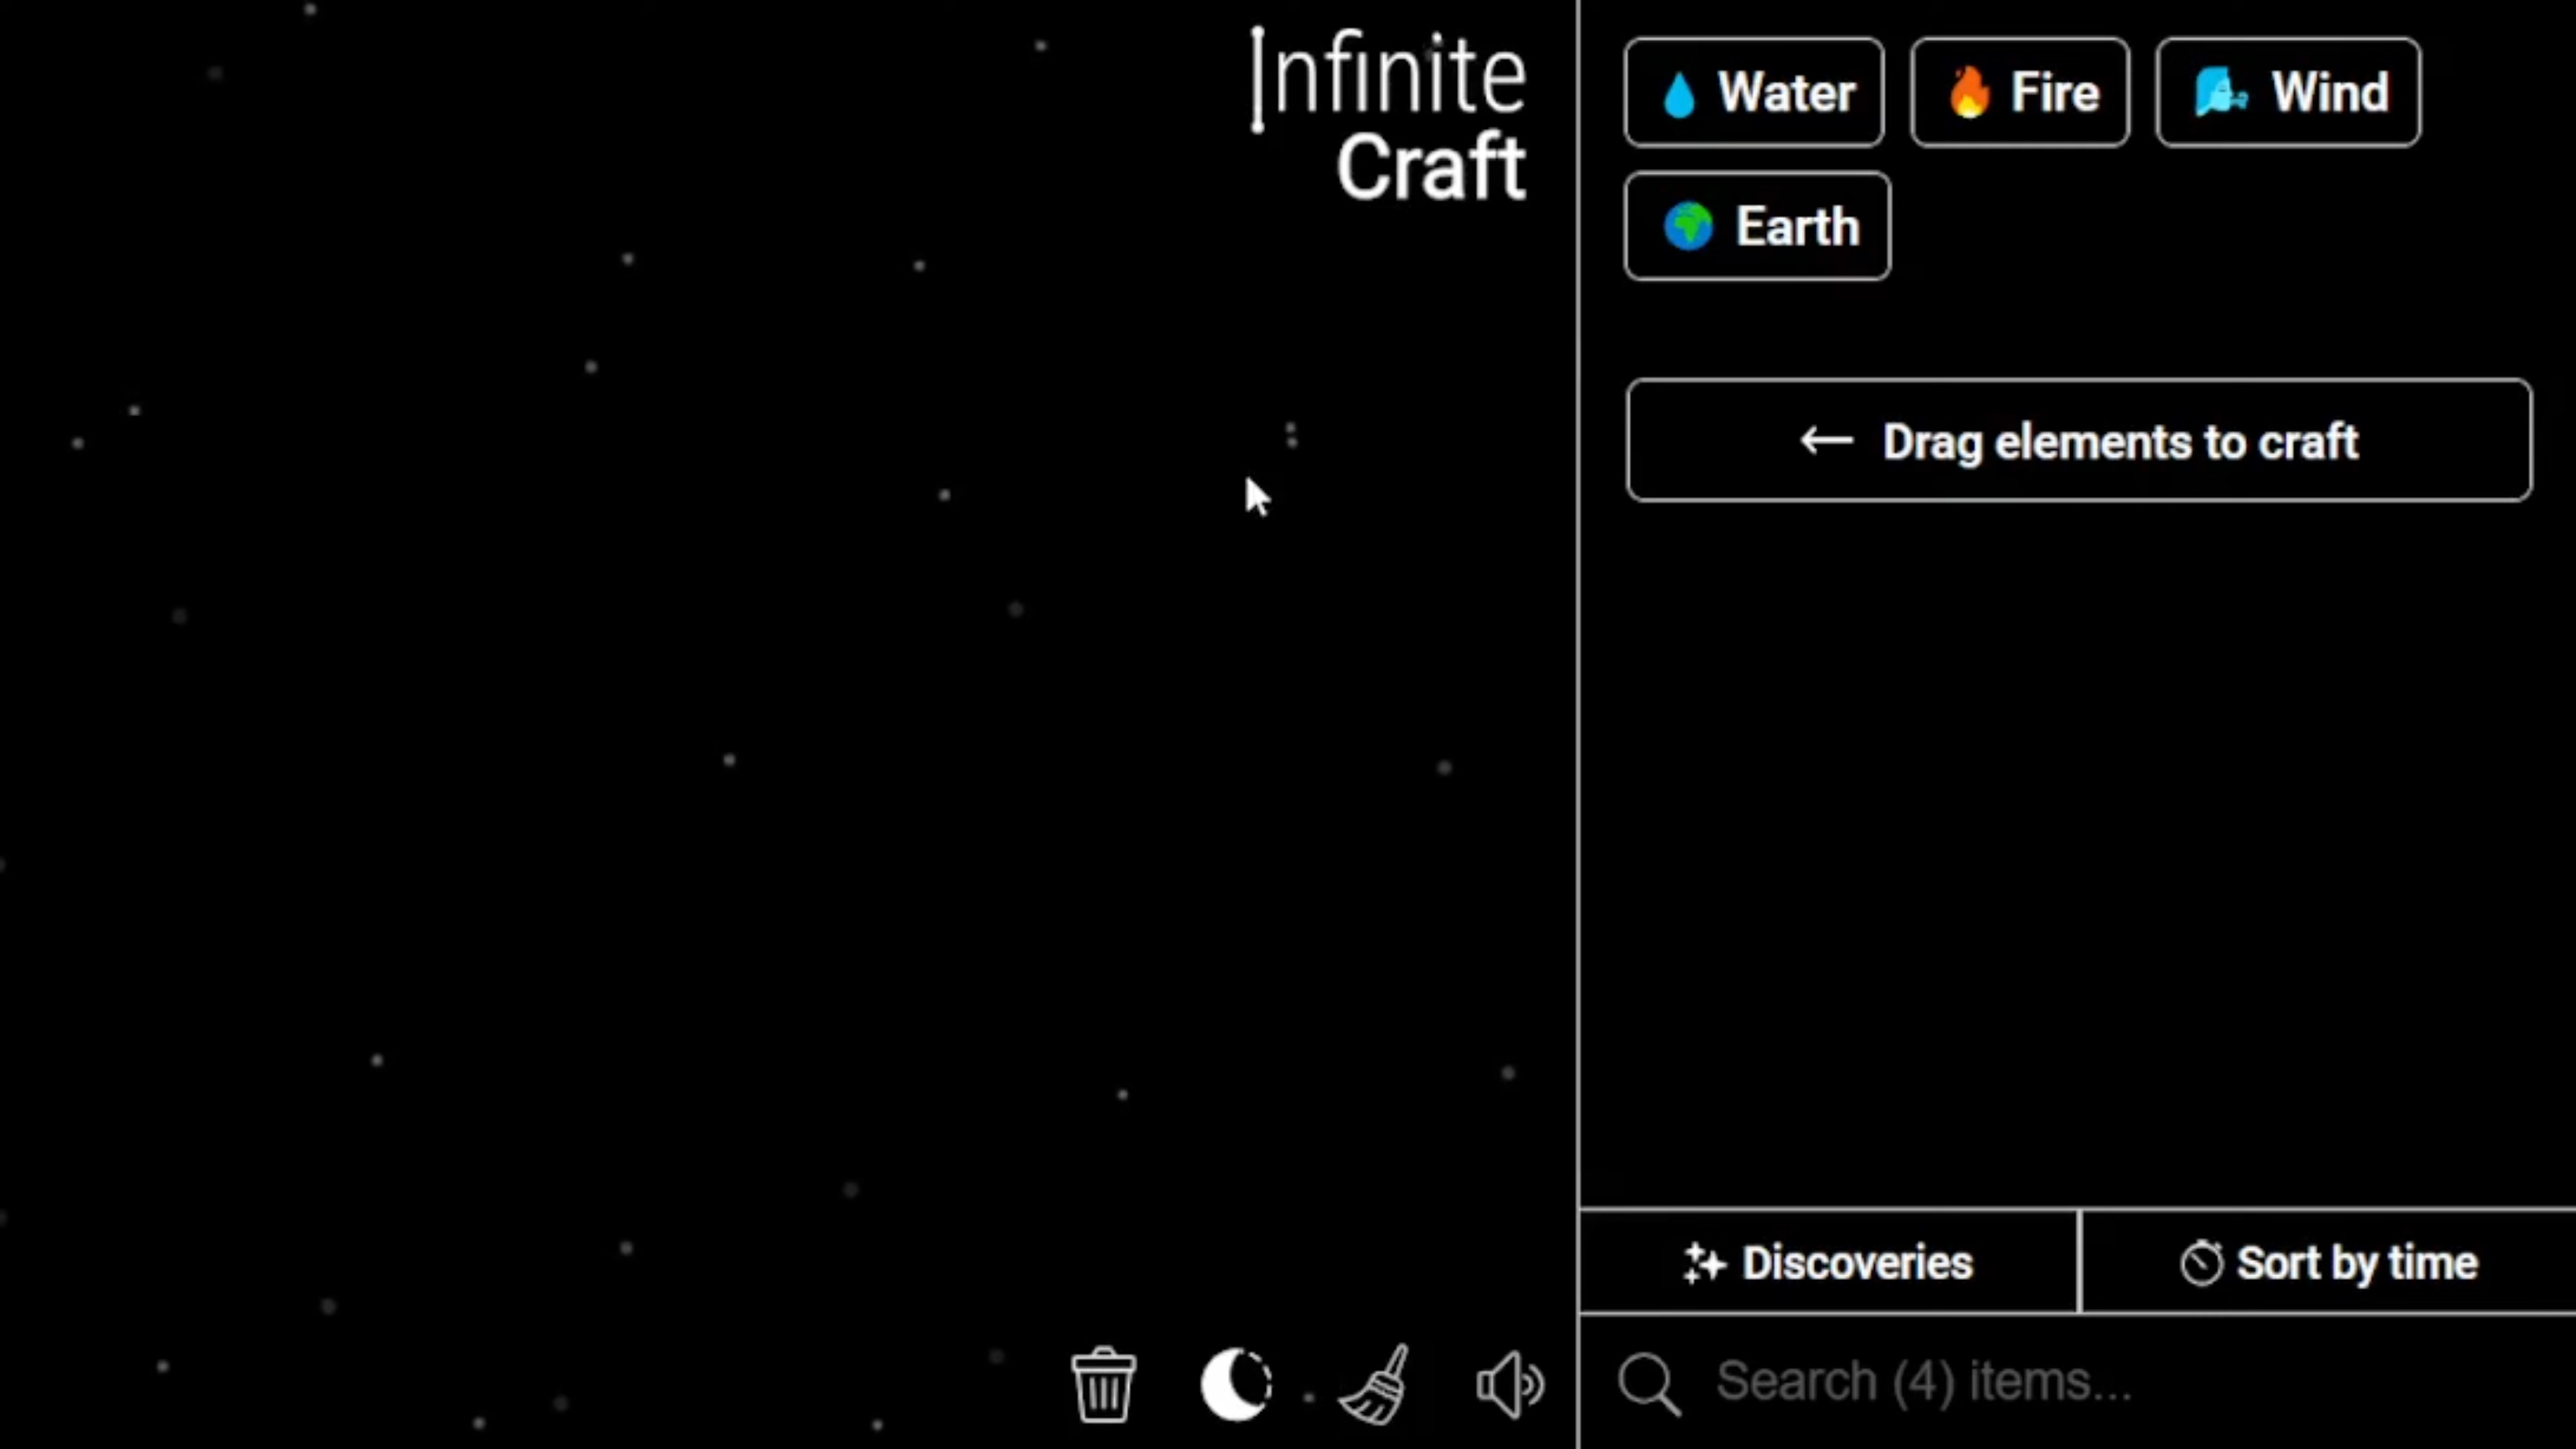 Infinite
Craft
Water
Fire
Wind
Earth
← Drag elements to craft
Discoveries
Sort by time
Search (4) items...